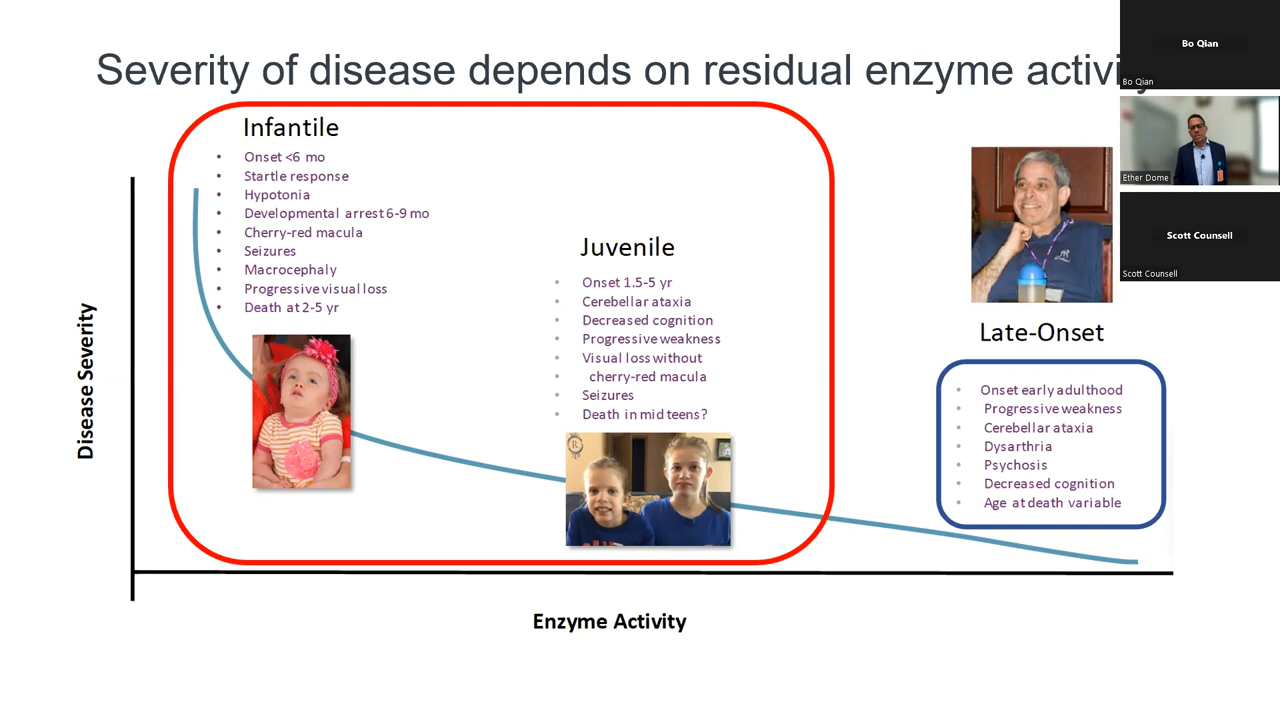 Severity of disease depends on residual enzyme activity
Infantile
• Onset <6 mo
• Startle response
• Hypotonia
• Developmental arrest 6-9 mo
• Cherry-red macula
• Seizures
• Macrocephaly
• Progressive visual loss
• Death at 2-5 yr
Juvenile
• Onset 1.5-5 yr
• Cerebellar ataxia
• Decreased cognition
• Progressive weakness
• Visual loss without
• cherry-red macula
• Seizures
• Death in mid teens?
R
Late-Onset
• Onset early adulthood
• Progressive weakness
• Cerebellar ataxia
• Dysarthria
• Psychosis
• Decreased cognition
• Age at death variable
Disease Severity
Enzyme Activity
Bo Qian
Bo Qian
Ether Dome
Scott Counsell
Scott Counsell